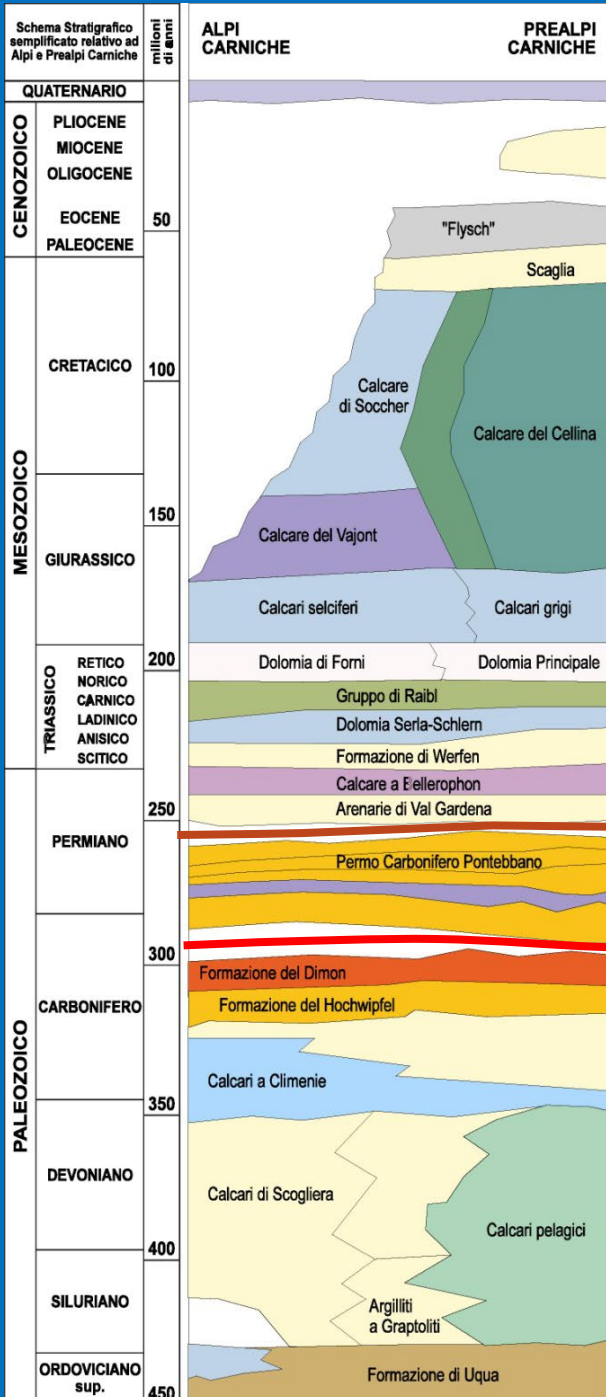 Schema Stratigrafico
semplificato relativo ad
Alpi e Prealpi Carniche
milioni
di anni
ALPI
CARNICHE
PREALPI
CARNICHE
QUATERNARIO
CENOZOICO
PLIOCENE
MIOCENE
OLIGOCENE
EOCENE
PALEOCENE
50
"Flysch"
Scaglia
MESOZOICO
CRETACICO
100
Calcare
di Soccher
Calcare del Cellina
GIURASSICO
150
Calcare del Vajont
Calcari selciferi
Calcari grigi
TRIASSICO
RETICO
NORICO
CARNICO
LADINICO
ANISICO
SCITICO
200
Dolomia di Forni
Dolomia Principale
Gruppo di Raibl
Dolomia Serla-Schlern
Formazione di Werfen
Calcare a Bellerophon
Arenarie di Val Gardena
PALEOZOICO
PERMIANO
250
Permo Carbonifero Pontebbano
CARBONIFERO
300
Formazione del Dimon
Formazione del Hochwipfel
Calcari a Climenie
350
DEVONIANO
Calcari di Scogliera
Calcari pelagici
400
SILURIANO
Argilliti
a Graptoliti
ORDOVICIANO
sup.
450
Formazione di Uqua